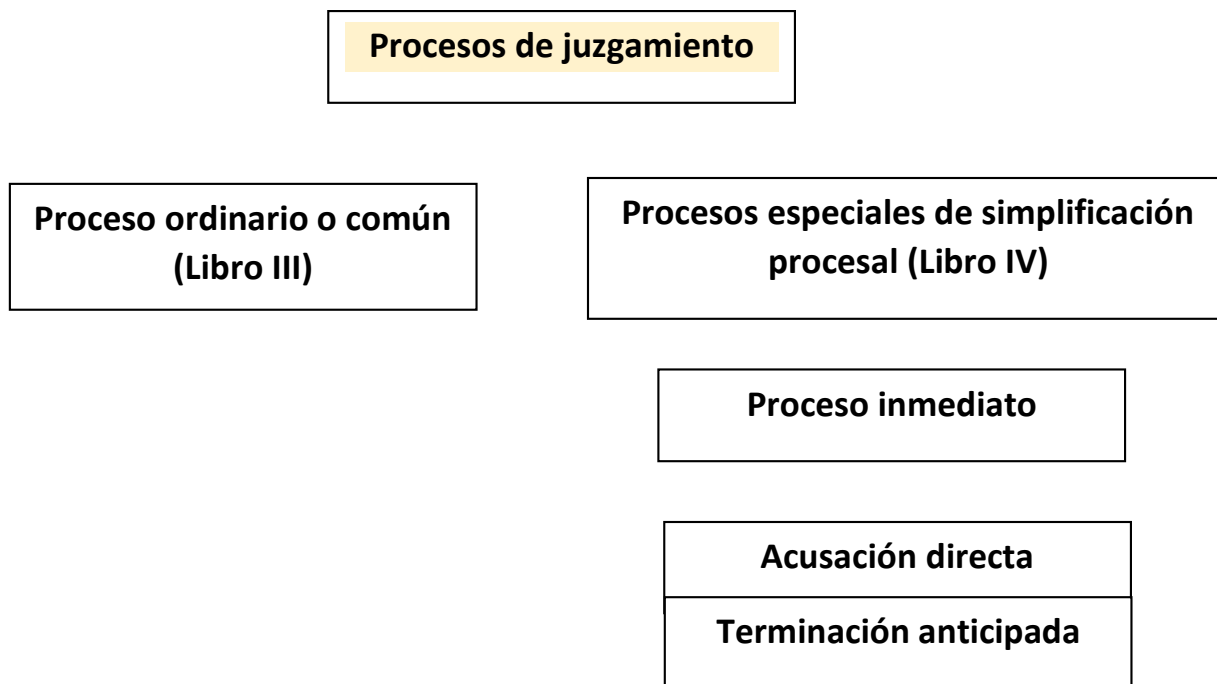 Procesos de juzgamiento
Proceso ordinario o común
(Libro III)
Procesos especiales de simplificación
procesal (Libro IV)
Proceso inmediato
Acusación directa
Terminación anticipada